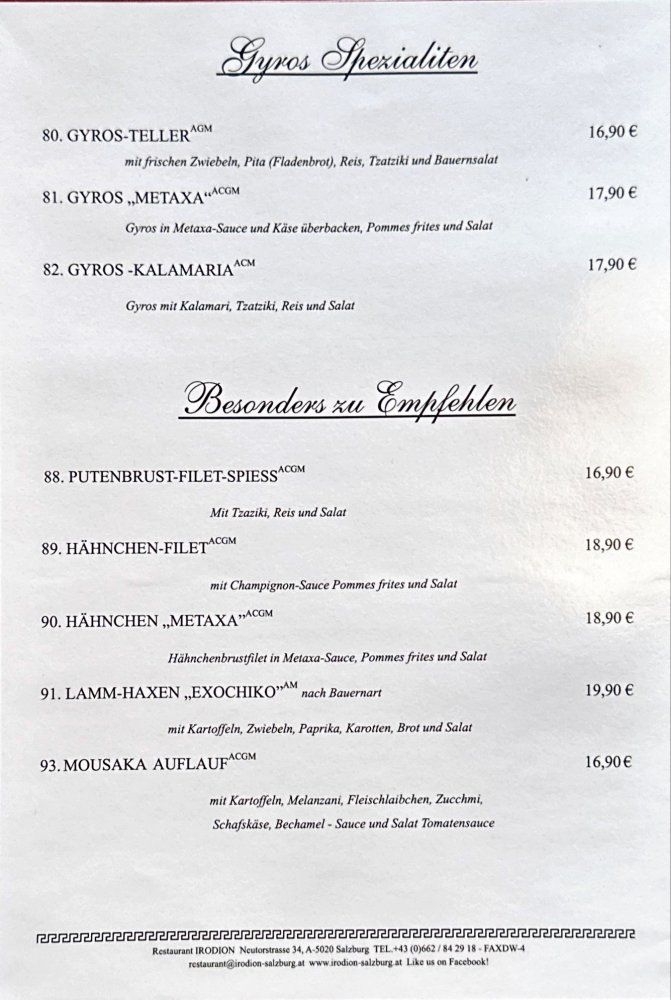 Gyros Spezialiten
80. GYROS-TELLER^AGM 16,90 €
mit frischen Zwiebeln, Pita (Fladenbrot), Reis, Tzatziki und Bauernsalat
81. GYROS „METAXA“^ACGM 17,90 €
Gyros in Metaxa-Sauce und Käse überbacken, Pommes frites und Salat
82. GYROS -KALAMARIA^ACM 17,90 €
Gyros mit Kalamari, Tzatziki, Reis und Salat
Besonders zu Empfehlen
88. PUTENBRUST-FILET-SPIESS^ACGM 16,90 €
Mit Tzaziki, Reis und Salat
89. HÄHNCHEN-FILET^ACGM 18,90 €
mit Champignon-Sauce Pommes frites und Salat
90. HÄHNCHEN „METAXA”^ACGM 18,90 €
Hähnchenbrustfilet in Metaxa-Sauce, Pommes frites und Salat
91. LAMM-HAXEN „EXOCHIKO”^AM nach Bauernart 19,90 €
mit Kartoffeln, Zwiebeln, Paprika, Karotten, Brot und Salat
93. MOUSAKA AUFLAUF^ACGM 16,90 €
mit Kartoffeln, Melanzani, Fleischlaibchen, Zucchmi,
Schafskäse, Bechamel - Sauce und Salat Tomatensauce
Restaurant IRODION Neutorstrasse 34, A-5020 Salzburg TEL.+43 (0)662 / 84 29 18 - FAXDW-4
restaurant@irodion-salzburg.at www.irodion-salzburg.at Like us on Facebook!